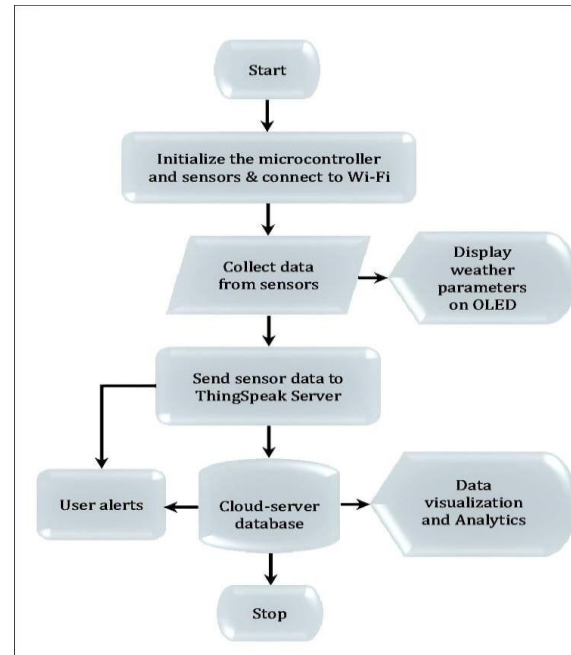 Start
Initialize the microcontroller
and sensors & connect to Wi-Fi
Collect data
from sensors
Display
weather
parameters
on OLED
Send sensor data to
ThingSpeak Server
User alerts
Cloud-server
database
Data
visualization
and Analytics
Stop